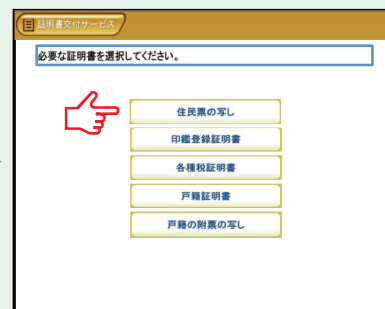 証明書交付サービス
必要な証明書を選択してください。
住民票の写し
印鑑登録証明書
各種税証明書
戸籍証明書
戸籍の附票の写し